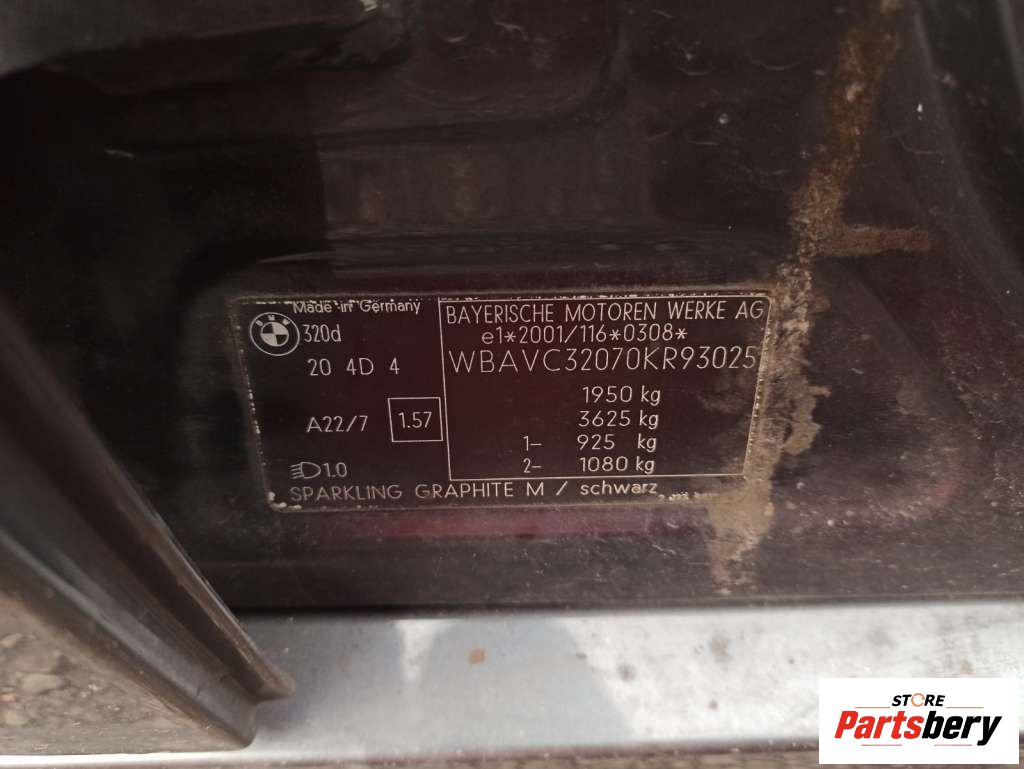 Made in Germany
BMW
320d
20 4D 4
A22/7 1.57
1.0
SPARKLING GRAPHITE M / schwarz
BAYERISCHE MOTOREN WERKE AG
e1*2001/116*0308*
WBAVC32070KR93025
1950 kg
3625 kg
1- 925 kg
2- 1080 kg
STORE
Partsbery